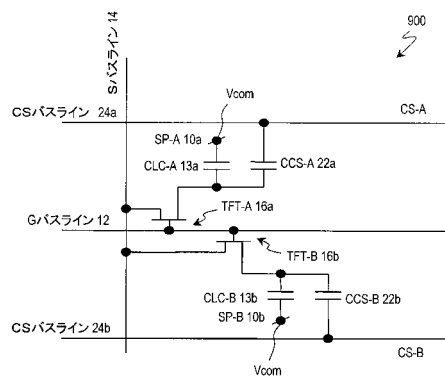 Sバスライン 14
900
Vcom
CSバスライン 24a
CS-A
SP-A 10a
CLC-A 13a
CCS-A 22a
TFT-A 16a
Gバスライン 12
TFT-B 16b
CLC-B 13b
CCS-B 22b
SP-B 10b
CSバスライン 24b
CS-B
Vcom